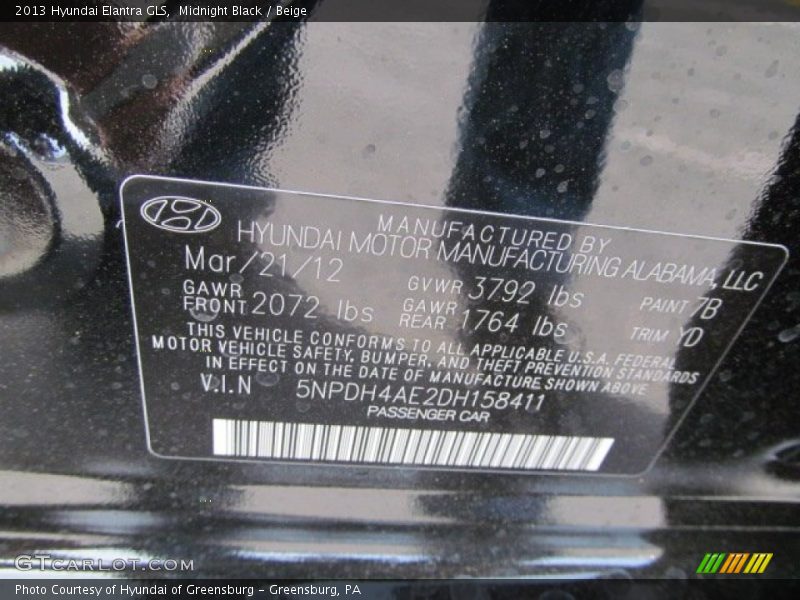 2013 Hyundai Elantra GLS, Midnight Black / Beige
MANUFACTURED BY
HYUNDAI MOTOR MANUFACTURING ALABAMA, LLC
Mar/21/12
GVWR 3792 lbs
PAINT 7B
GAWR FRONT 2072 lbs
GAWR REAR 1764 lbs
TRIM YD
THIS VEHICLE CONFORMS TO ALL APPLICABLE U.S.A. FEDERAL
MOTOR VEHICLE SAFETY, BUMPER, AND THEFT PREVENTION STANDARDS
IN EFFECT ON THE DATE OF MANUFACTURE SHOWN ABOVE
V.I.N 5NPDH4AE2DH158411
PASSENGER CAR
GTCARLOT.COM
Photo Courtesy of Hyundai of Greensburg - Greensburg, PA